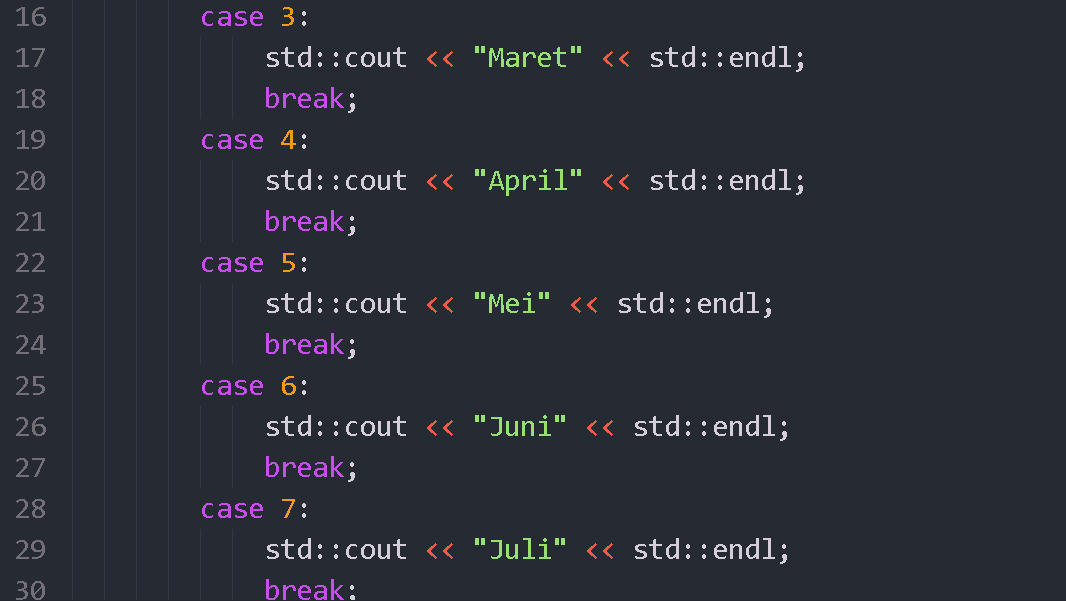 16 case 3:
17 std::cout << "Maret" << std::endl;
18 break;
19 case 4:
20 std::cout << "April" << std::endl;
21 break;
22 case 5:
23 std::cout << "Mei" << std::endl;
24 break;
25 case 6:
26 std::cout << "Juni" << std::endl;
27 break;
28 case 7:
29 std::cout << "Juli" << std::endl;
30 break;